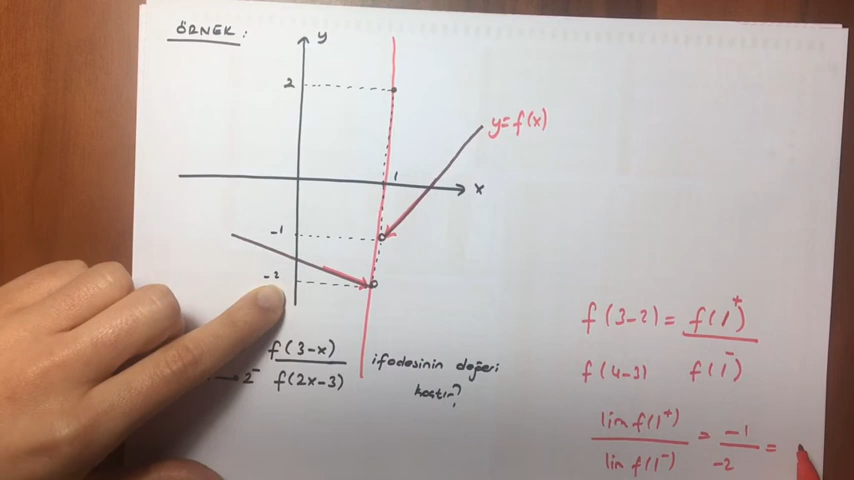 ÖRNEK :
y
2
y=f(x)
1
x
-1
-2
f(3-x)
→ 2⁻ f(2x-3)
ifadesinin değeri
kaçtır?
f(3-2) = f(1⁺)
f(4-3) f(1⁻)
lim f(1⁺)
lim f(1⁻)
= -1
-2
=